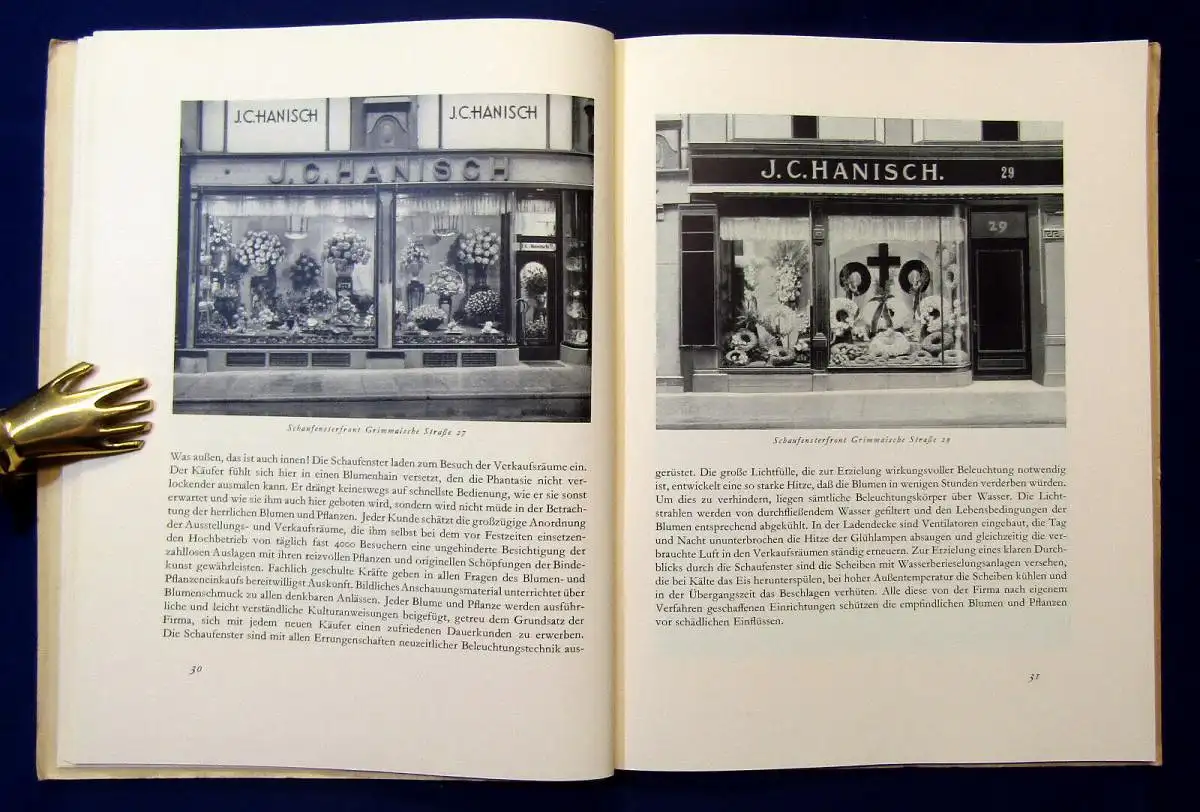 J.C.HANISCH
J.C.HANISCH
J.C.HANISCH
J. C. Hanisch
Schaufensterfront Grimmaische Straße 27
Was außen, das ist auch innen! Die Schaufenster laden zum Besuch der Verkaufsräume ein.
Der Käufer fühlt sich hier in einen Blumenhain versetzt, den die Phantasie nicht ver-
lockender ausmalen kann. Er drängt keineswegs auf schnellste Bedienung, wie er sie sonst
erwartet und wie sie ihm auch hier geboten wird, sondern wird nicht müde in der Betrach-
tung der herrlichen Blumen und Pflanzen. Jeder Kunde schätzt die großzügige Anordnung
der Ausstellungs- und Verkaufsräume, die ihm selbst bei dem vor Festzeiten einsetzen-
den Hochbetrieb von täglich fast 4000 Besuchern eine ungehinderte Besichtigung der
zahllosen Auslagen mit ihren reizvollen Pflanzen und originellen Schöpfungen der Binde-
kunst gewährleisten. Fachlich geschulte Kräfte geben in allen Fragen des Blumen- und
Pflanzeneinkaufs bereitwilligst Auskunft. Bildliches Anschauungsmaterial unterrichtet über
Blumenschmuck zu allen denkbaren Anlässen. Jeder Blume und Pflanze werden ausführ-
liche und leicht verständliche Kulturanweisungen beigefügt, getreu dem Grundsatz der
Firma, sich mit jedem neuen Käufer einen zufriedenen Dauerkunden zu erwerben.
Die Schaufenster sind mit allen Errungenschaften neuzeitlicher Beleuchtungstechnik aus-
30
J.C.HANISCH. 29
29
Schaufensterfront Grimmaische Straße 29
gerüstet. Die große Lichtfülle, die zur Erzielung wirkungsvoller Beleuchtung notwendig
ist, entwickelt eine so starke Hitze, daß die Blumen in wenigen Stunden verderben würden.
Um dies zu verhindern, liegen sämtliche Beleuchtungskörper über Wasser. Die Licht-
strahlen werden von durchfließendem Wasser gefiltert und den Lebensbedingungen der
Blumen entsprechend abgekühlt. In der Ladendecke sind Ventilatoren eingebaut, die Tag
und Nacht ununterbrochen die Hitze der Glühlampen absaugen und gleichzeitig die ver-
brauchte Luft in den Verkaufsräumen ständig erneuern. Zur Erzielung eines klaren Durch-
blicks durch die Schaufenster sind die Scheiben mit Wasserberieselungsanlagen versehen,
die bei Kälte das Eis herunterspülen, bei hoher Außentemperatur die Scheiben kühlen und
in der Übergangszeit das Beschlagen verhüten. Alle diese von der Firma nach eigenem
Verfahren geschaffenen Einrichtungen schützen die empfindlichen Blumen und Pflanzen
vor schädlichen Einflüssen.
31